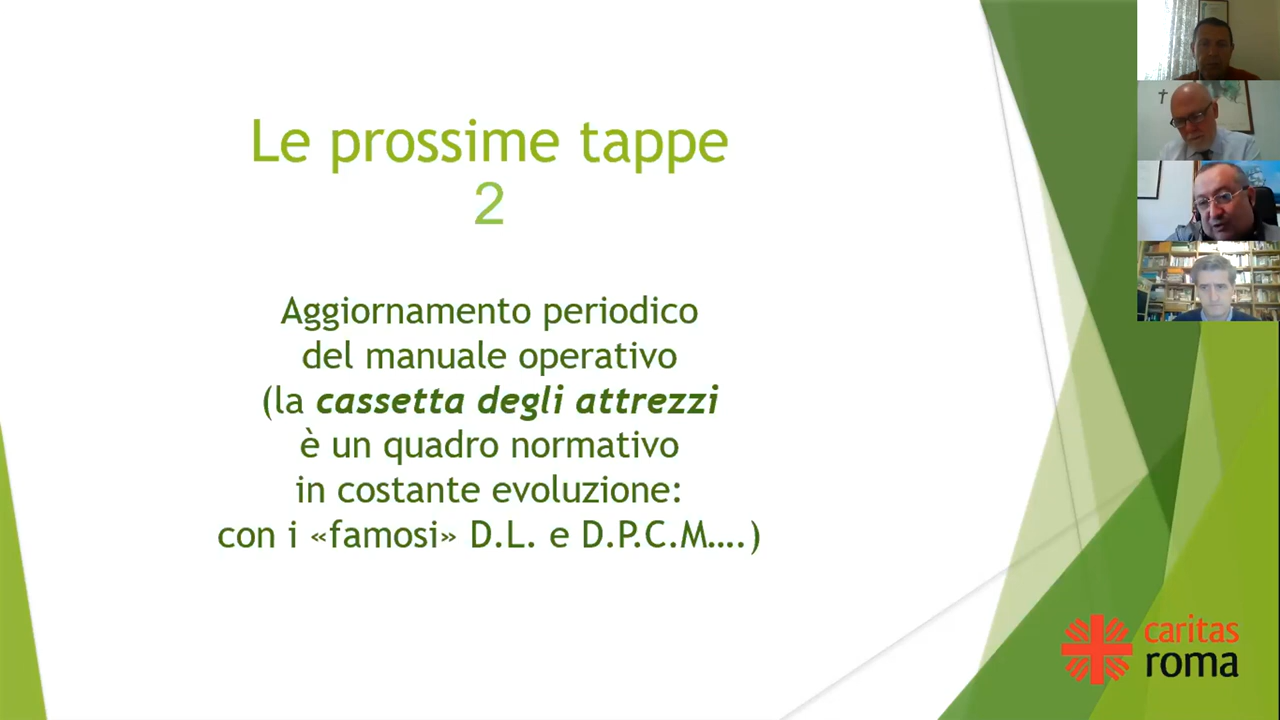 Le prossime tappe
2
Aggiornamento periodico
del manuale operativo
(la cassetta degli attrezzi
è un quadro normativo
in costante evoluzione:
con i «famosi» D.L. e D.P.C.M….)
caritas
roma